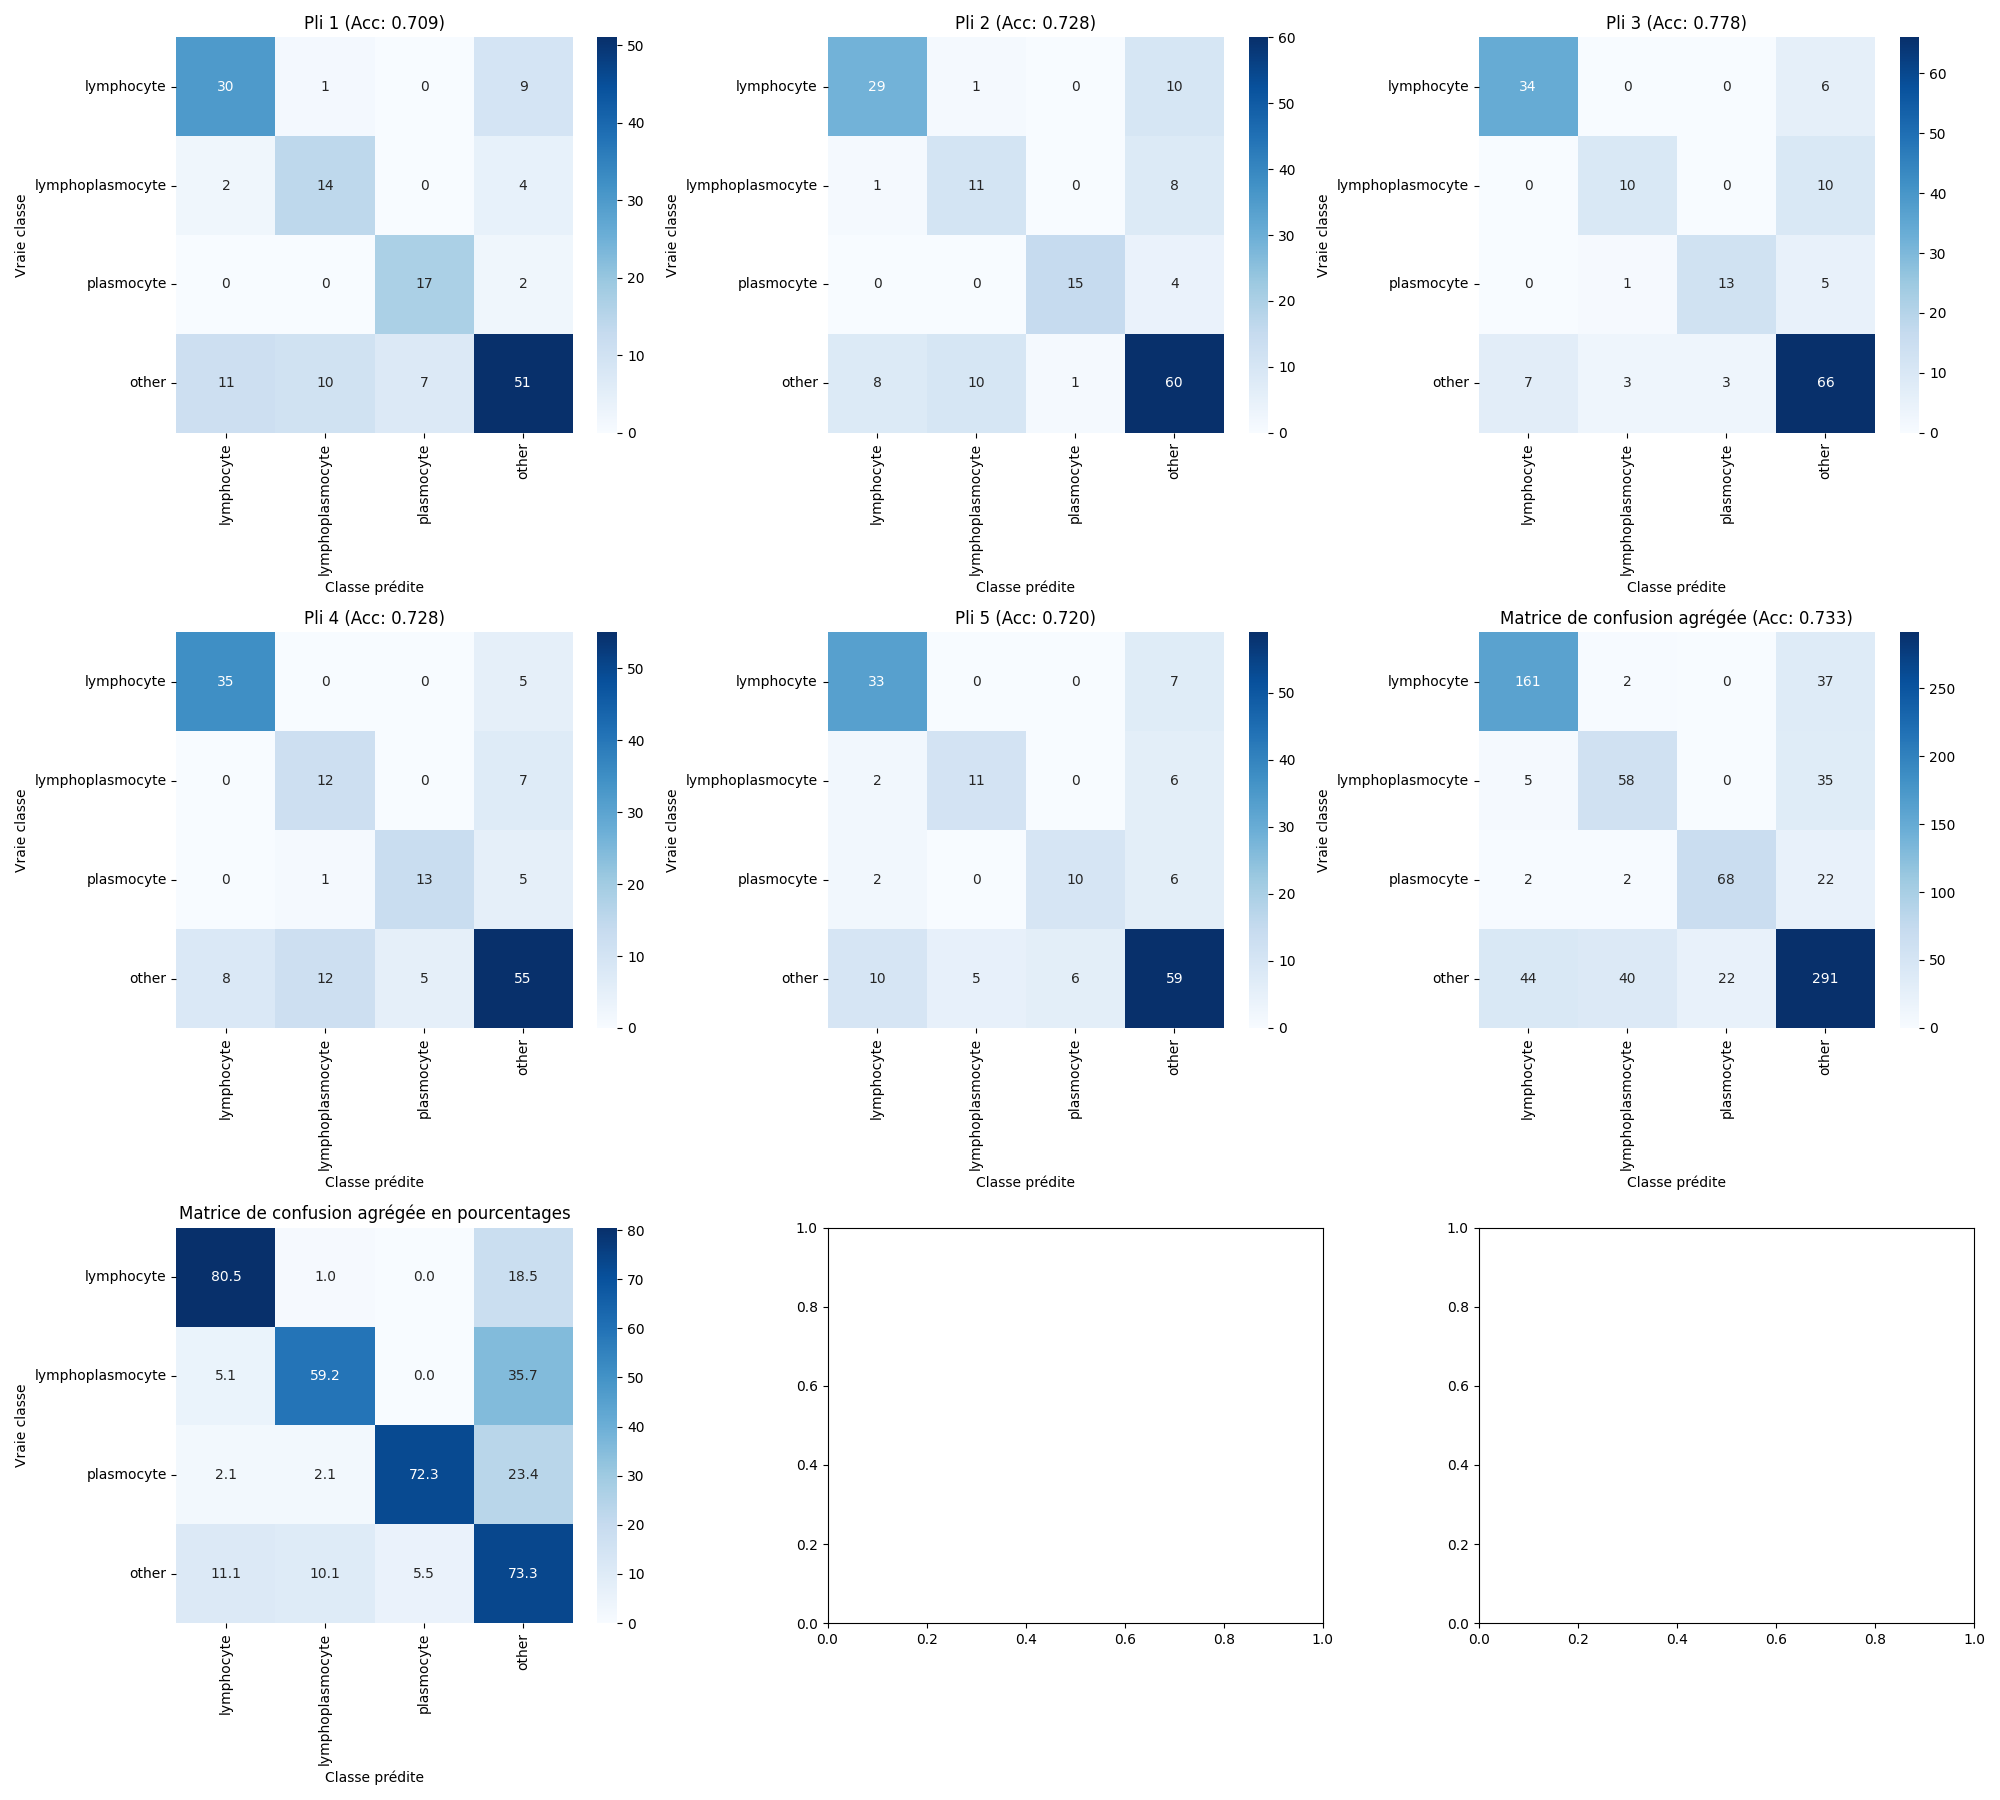 Pli 1 (Acc: 0.709)
Vraie classe
lymphocyte 30 1 0 9
lymphoplasmocyte 2 14 0 4
plasmocyte 0 0 17 2
other 11 10 7 51
lymphocyte lymphoplasmocyte plasmocyte other
Classe prédite
50
40
30
20
10
0
Pli 2 (Acc: 0.728)
Vraie classe
lymphocyte 29 1 0 10
lymphoplasmocyte 1 11 0 8
plasmocyte 0 0 15 4
other 8 10 1 60
lymphocyte lymphoplasmocyte plasmocyte other
Classe prédite
60
50
40
30
20
10
0
Pli 3 (Acc: 0.778)
Vraie classe
lymphocyte 34 0 0 6
lymphoplasmocyte 0 10 0 10
plasmocyte 0 1 13 5
other 7 3 3 66
lymphocyte lymphoplasmocyte plasmocyte other
Classe prédite
60
50
40
30
20
10
0
Pli 4 (Acc: 0.728)
Vraie classe
lymphocyte 35 0 0 5
lymphoplasmocyte 0 12 0 7
plasmocyte 0 1 13 5
other 8 12 5 55
lymphocyte lymphoplasmocyte plasmocyte other
Classe prédite
50
40
30
20
10
0
Pli 5 (Acc: 0.720)
Vraie classe
lymphocyte 33 0 0 7
lymphoplasmocyte 2 11 0 6
plasmocyte 2 0 10 6
other 10 5 6 59
lymphocyte lymphoplasmocyte plasmocyte other
Classe prédite
50
40
30
20
10
0
Matrice de confusion agrégée (Acc: 0.733)
Vraie classe
lymphocyte 161 2 0 37
lymphoplasmocyte 5 58 0 35
plasmocyte 2 2 68 22
other 44 40 22 291
lymphocyte lymphoplasmocyte plasmocyte other
Classe prédite
250
200
150
100
50
0
Matrice de confusion agrégée en pourcentages
Vraie classe
lymphocyte 80.5 1.0 0.0 18.5
lymphoplasmocyte 5.1 59.2 0.0 35.7
plasmocyte 2.1 2.1 72.3 23.4
other 11.1 10.1 5.5 73.3
lymphocyte lymphoplasmocyte plasmocyte other
Classe prédite
80
70
60
50
40
30
20
10
0
1.0
0.8
0.6
0.4
0.2
0.0
0.0 0.2 0.4 0.6 0.8 1.0
1.0
0.8
0.6
0.4
0.2
0.0
0.0 0.2 0.4 0.6 0.8 1.0